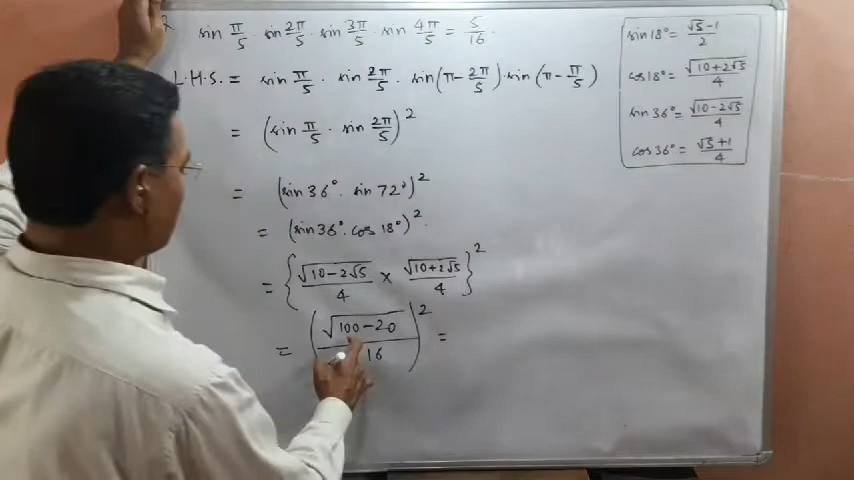 sin π/5 · sin 2π/5 · sin 3π/5 · sin 4π/5 = 5/16.
L.H.S. = sin π/5 · sin 2π/5 · sin(π - 2π/5) · sin(π - π/5)
= (sin π/5 · sin 2π/5)²
= (sin 36° · sin 72°)²
= (sin 36° · cos 18°)²
= {√(10-2√5)/4 × √(10+2√5)/4}²
= (√(100-20)/16)² =
sin 18° = (√5-1)/2
cos 18° = √(10+2√5)/4
sin 36° = √(10-2√5)/4
cos 36° = (√5+1)/4